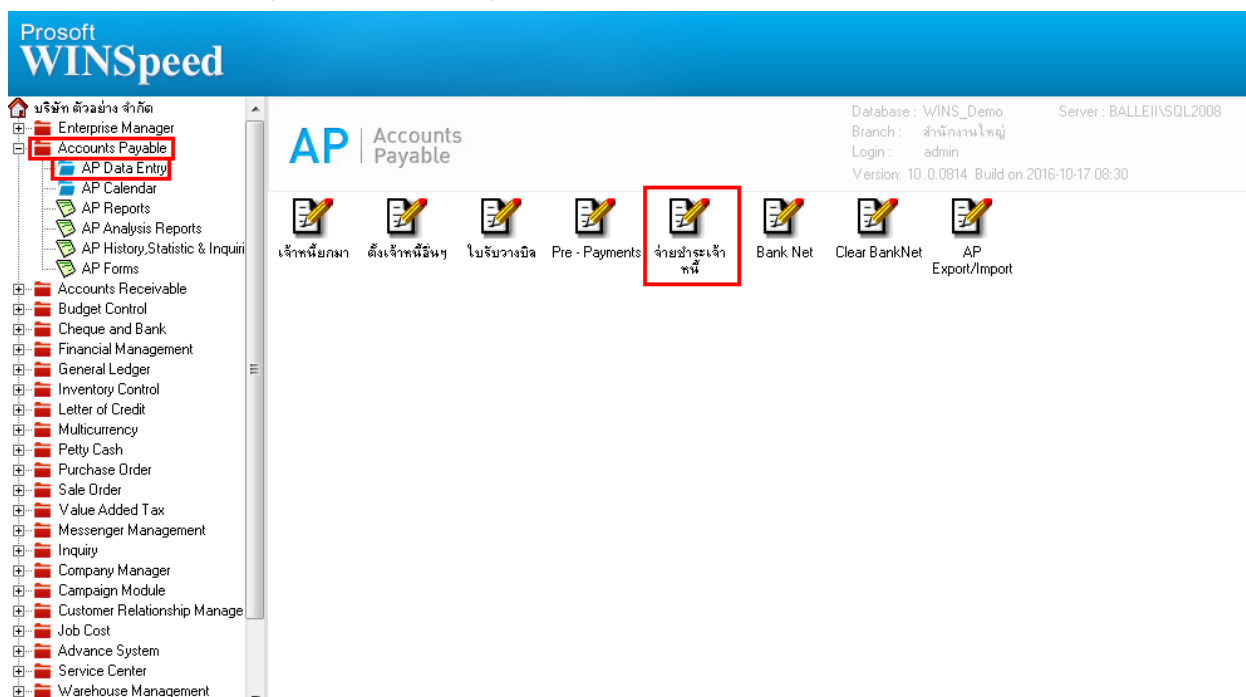 Prosoft
WINSpeed
บริษัท ตัวอย่าง จำกัด
Enterprise Manager
Accounts Payable
AP Data Entry
AP Calendar
AP Reports
AP Analysis Reports
AP History,Statistic & Inquiri
AP Forms
Accounts Receivable
Budget Control
Cheque and Bank
Financial Management
General Ledger
Inventory Control
Letter of Credit
Multicurrency
Petty Cash
Purchase Order
Sale Order
Value Added Tax
Messenger Management
Inquiry
Company Manager
Campaign Module
Customer Relationship Manage
Job Cost
Advance System
Service Center
Warehouse Management
AP Accounts
Payable
Database : WINS_Demo Server : BALLEII\SQL2008
Branch : สำนักงานใหญ่
Login : admin
Version: 10.0.0814 Build on 2016-10-17 08:30
เจ้าหนี้ยกมา
ตั้งเจ้าหนี้อื่นๆ
ใบรับวางบิล
Pre - Payments
จ่ายชำระเจ้า
หนี้
Bank Net
Clear BankNet
AP
Export/Import